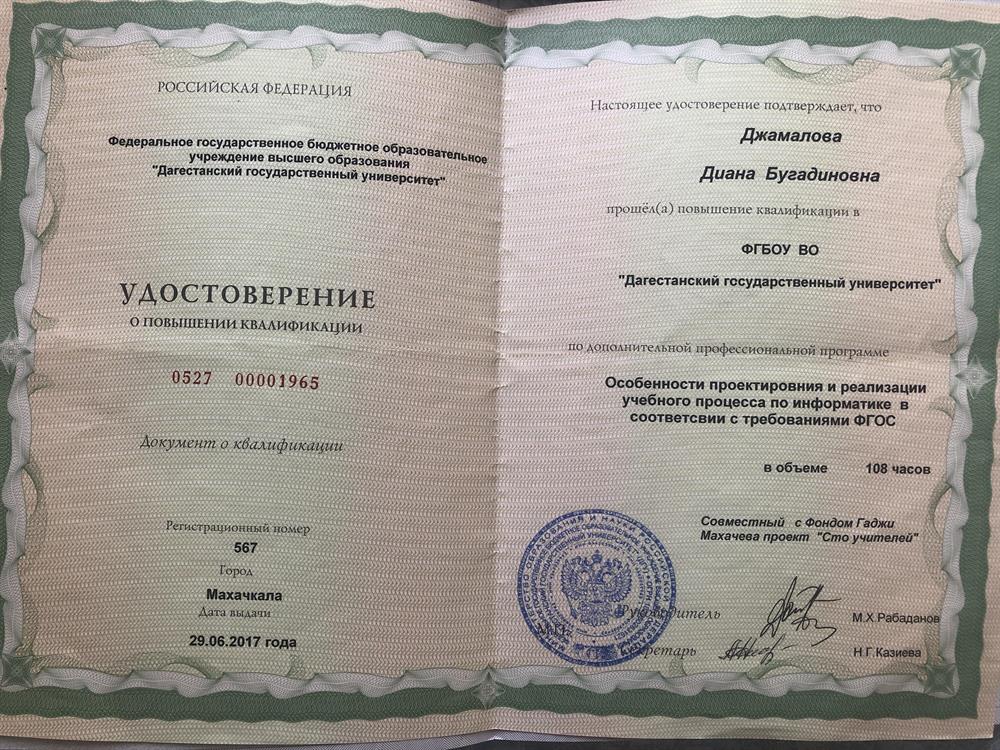 РОССИЙСКАЯ ФЕДЕРАЦИЯ
Федеральное государственное бюджетное образовательное
учреждение высшего образования
"Дагестанский государственный университет"
УДОСТОВЕРЕНИЕ
О ПОВЫШЕНИИ КВАЛИФИКАЦИИ
0527 00001965
Документ о квалификации
Регистрационный номер
567
Город
Махачкала
Дата выдачи
29.06.2017 года
Настоящее удостоверение подтверждает, что
Джамалова
Диана Бугадиновна
прошёл(а) повышение квалификации в
ФГБОУ ВО
"Дагестанский государственный университет"
по дополнительной профессиональной программе
Особенности проектировния и реализации
учебного процесса по информатике в
соответсвии с требованиями ФГОС
в объеме 108 часов
Совместный с Фондом Гаджи
Махачева проект "Сто учителей"
Руководитель М.Х.Рабаданов
Секретарь Н.Г.Казиева